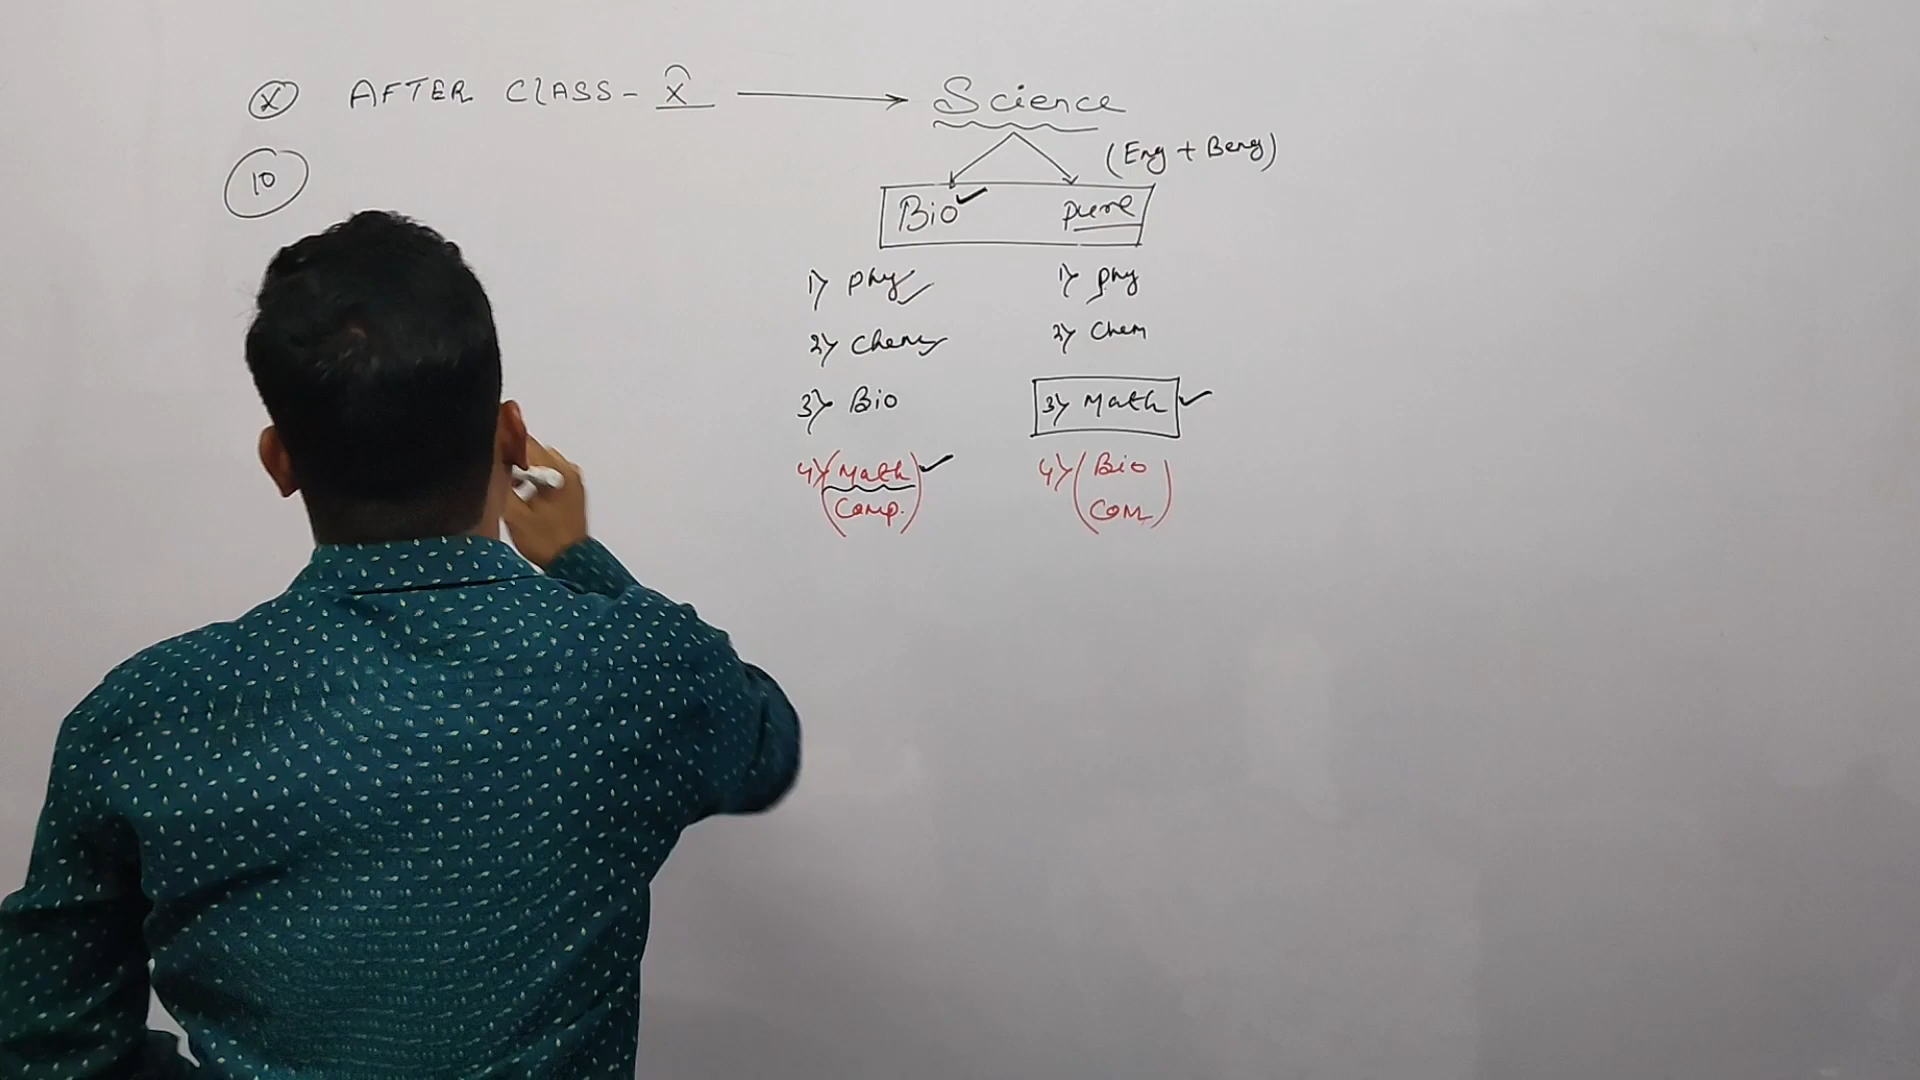 X AFTER CLASS - X → Science
(Eng + Beng)
10
Bio ✓ pure
1) Phy ✓
2) Chem ✓
3) Bio
4) (Math ✓
Comp.)
1) Phy
2) Chem
3) Math ✓
4) (Bio
Com)